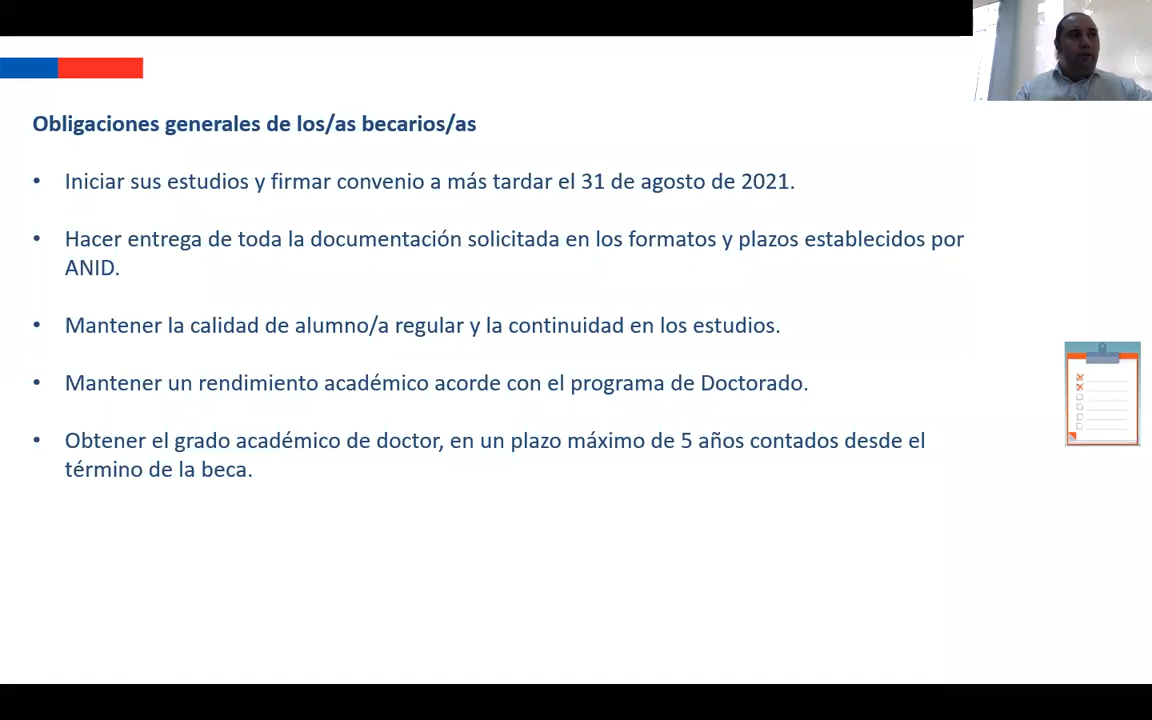 Obligaciones generales de los/as becarios/as
• Iniciar sus estudios y firmar convenio a más tardar el 31 de agosto de 2021.
• Hacer entrega de toda la documentación solicitada en los formatos y plazos establecidos por
ANID.
• Mantener la calidad de alumno/a regular y la continuidad en los estudios.
• Mantener un rendimiento académico acorde con el programa de Doctorado.
• Obtener el grado académico de doctor, en un plazo máximo de 5 años contados desde el
término de la beca.